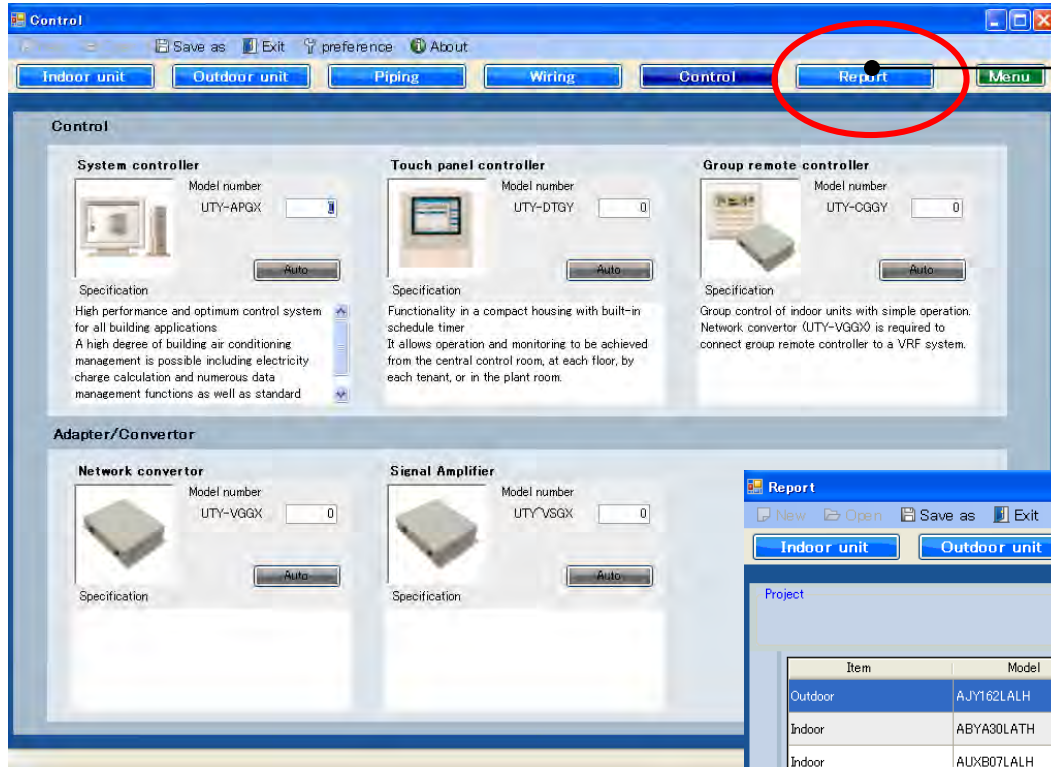 Control
Save as Exit preference About
Indoor unit Outdoor unit Piping Wiring Control Report Menu
Control
System controller
Model number
UTY-APGX
Auto
Specification
High performance and optimum control system
for all building applications
A high degree of building air conditioning
management is possible including electricity
charge calculation and numerous data
management functions as well as standard
Touch panel controller
Model number
UTY-DTGY 0
Auto
Specification
Functionality in a compact housing with built-in
schedule timer
It allows operation and monitoring to be achieved
from the central control room, at each floor, by
each tenant, or in the plant room.
Group remote controller
Model number
UTY-CGGY 0
Auto
Specification
Group control of indoor units with simple operation.
Network convertor (UTY-VGGX) is required to
connect group remote controller to a VRF system.
Adapter/Convertor
Network convertor
Model number
UTY-VGGX 0
Auto
Specification
Signal Amplifier
Model number
UTY^VSGX 0
Auto
Specification
Report
New Open Save as Exit
Indoor unit Outdoor unit
Project
Item Model
Outdoor AJY162LALH
Indoor ABYA30LATH
Indoor AUXB07LALH